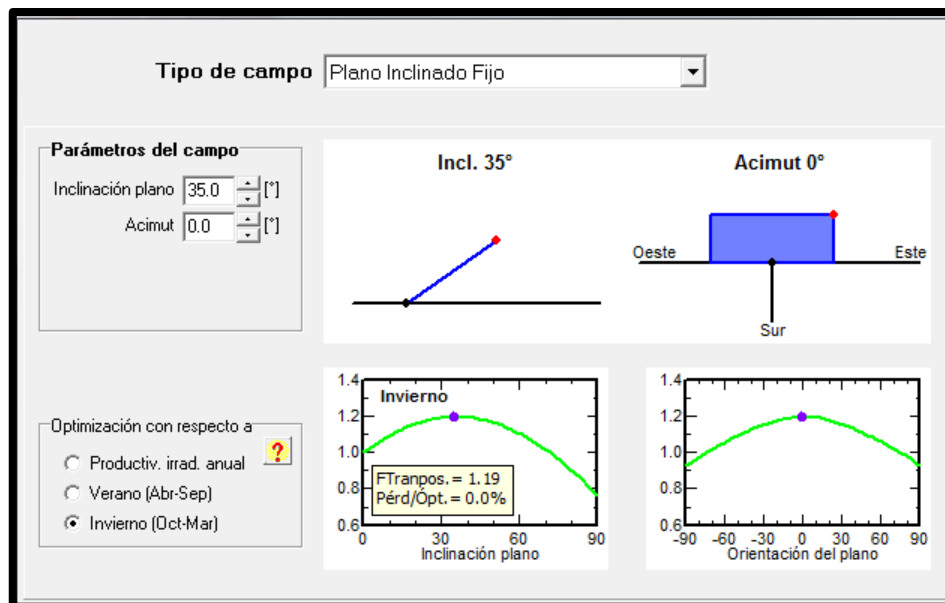 Tipo de campo Plano Inclinado Fijo
Parámetros del campo
Inclinación plano 35.0 [°]
Acimut 0.0 [°]
Incl. 35°
Acimut 0°
Oeste
Este
Sur
Optimización con respecto a
?
Productiv. irrad. anual
Verano (Abr-Sep)
Invierno (Oct-Mar)
1.4
1.2
1.0
0.8
0.6
Invierno
FTranpos. = 1.19
Pérd/Ópt. = 0.0%
0 30 60 90
Inclinación plano
1.4
1.2
1.0
0.8
0.6
-90 -60 -30 0 30 60 90
Orientación del plano